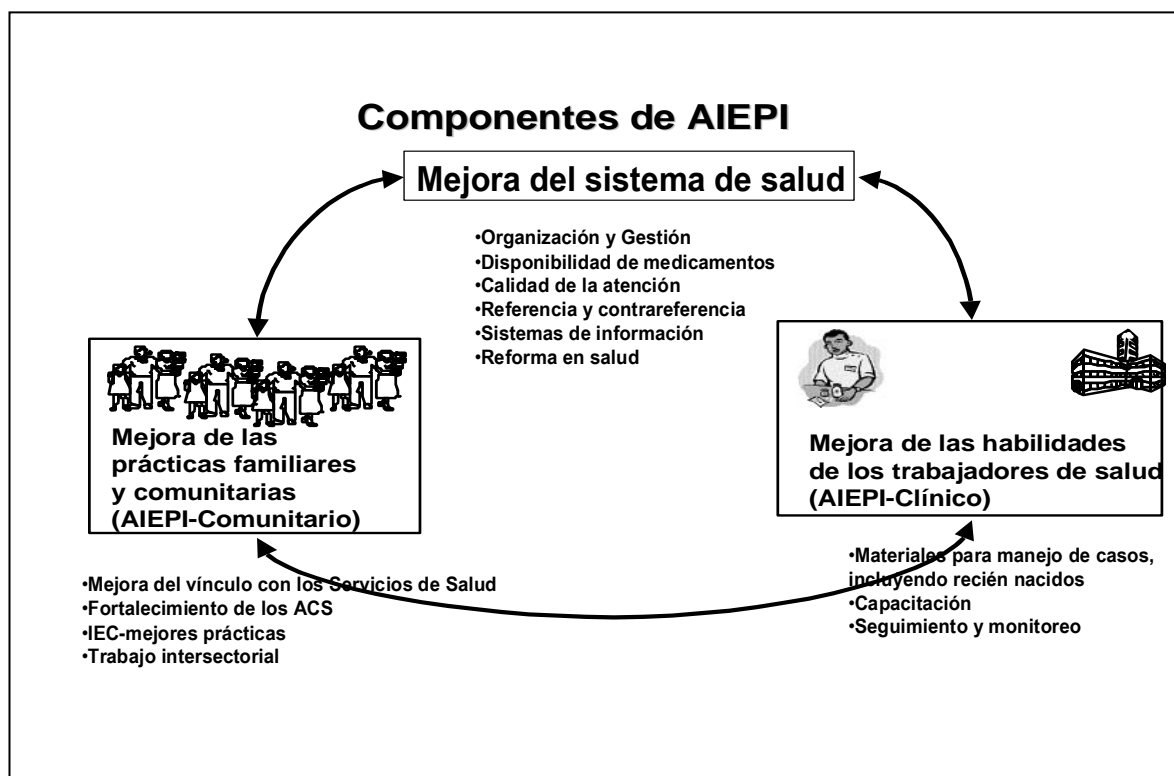 Componentes de AIEPI
Mejora del sistema de salud
•Organización y Gestión
•Disponibilidad de medicamentos
•Calidad de la atención
•Referencia y contrareferencia
•Sistemas de información
•Reforma en salud
Mejora de las
prácticas familiares
y comunitarias
(AIEPI-Comunitario)
•Mejora del vínculo con los Servicios de Salud
•Fortalecimiento de los ACS
•IEC-mejores prácticas
•Trabajo intersectorial
Mejora de las habilidades
de los trabajadores de salud
(AIEPI-Clínico)
•Materiales para manejo de casos,
incluyendo recién nacidos
•Capacitación
•Seguimiento y monitoreo